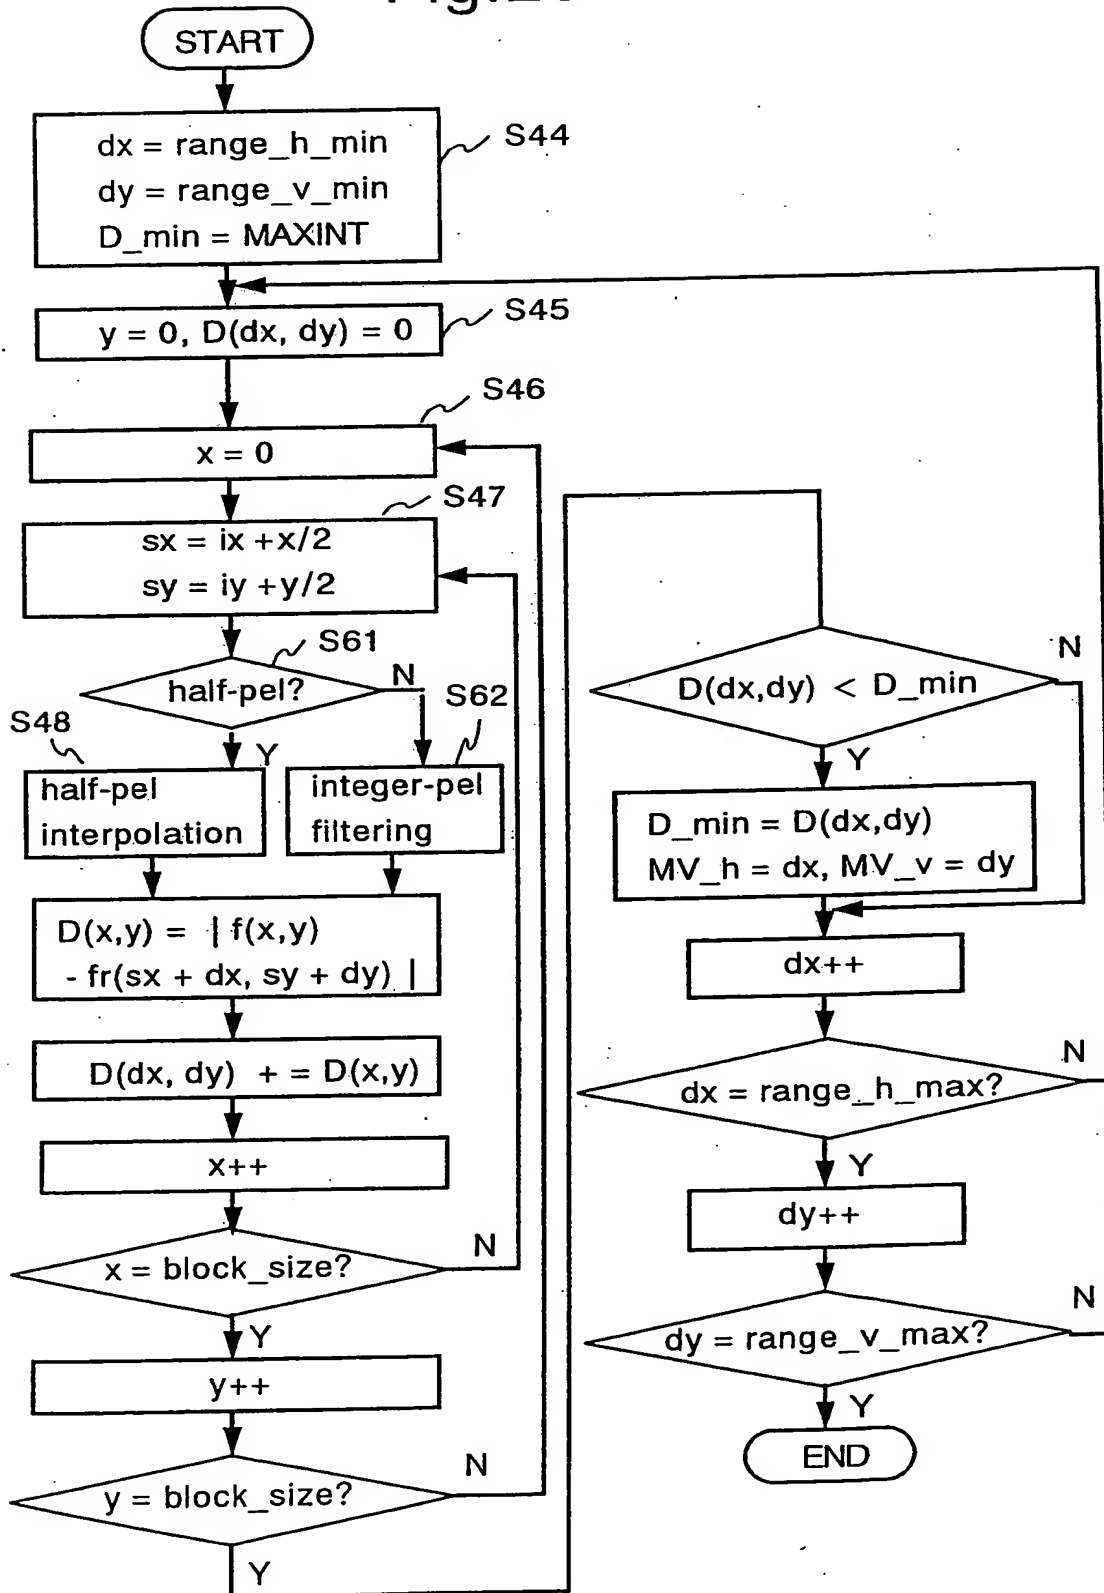 START
dx = range_h_min
dy = range_v_min
D_min = MAXINT
S44
y = 0, D(dx, dy) = 0
S45
S46
x = 0
S47
sx = ix +x/2
sy = iy +y/2
S61
half-pel?
N
S62
S48
Y
half-pel
interpolation
integer-pel
filtering
D(x,y) = | f(x,y)
- fr(sx + dx, sy + dy) |
D(dx, dy) + = D(x,y)
x++
x = block_size?
N
Y
y++
y = block_size?
N
Y
D(dx,dy) < D_min
N
Y
D_min = D(dx,dy)
MV_h = dx, MV_v = dy
dx++
dx = range_h_max?
N
Y
dy++
dy = range_v_max?
N
Y
END